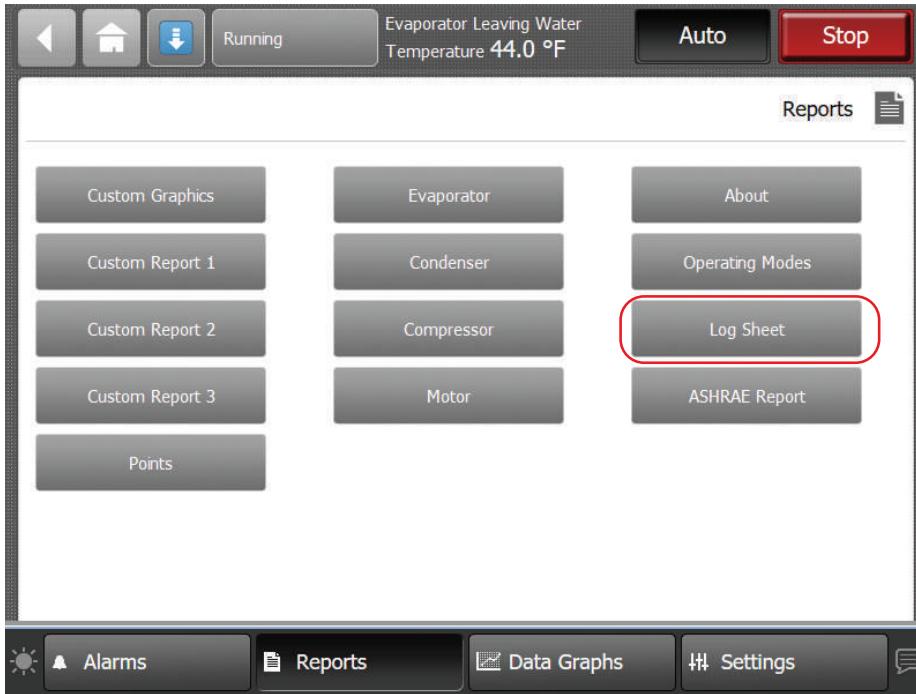 Running
Evaporator Leaving Water
Temperature 44.0 °F
Auto
Stop
Reports
Custom Graphics
Evaporator
About
Custom Report 1
Condenser
Operating Modes
Custom Report 2
Compressor
Log Sheet
Custom Report 3
Motor
ASHRAE Report
Points
Alarms
Reports
Data Graphs
Settings